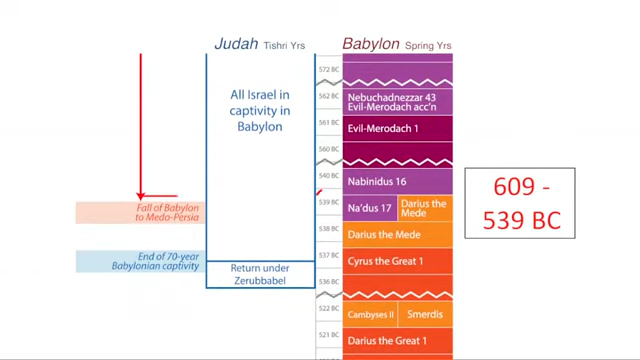 Judah Tishri Yrs
Babylon Spring Yrs
All Israel in
captivity in
Babylon
Fall of Babylon
to Medo-Persia
End of 70-year
Babylonian captivity
Return under
Zerubbabel
572 BC
562 BC
561 BC
560 BC
540 BC
539 BC
538 BC
537 BC
536 BC
522 BC
521 BC
Nebuchadnezzar 43
Evil-Merodach acc'n
Evil-Merodach 1
Nabinidus 16
Na'dus 17
Darius the
Mede
Darius the Mede
Cyrus the Great 1
Cambyses II
Smerdis
Darius the Great 1
609 -
539 BC